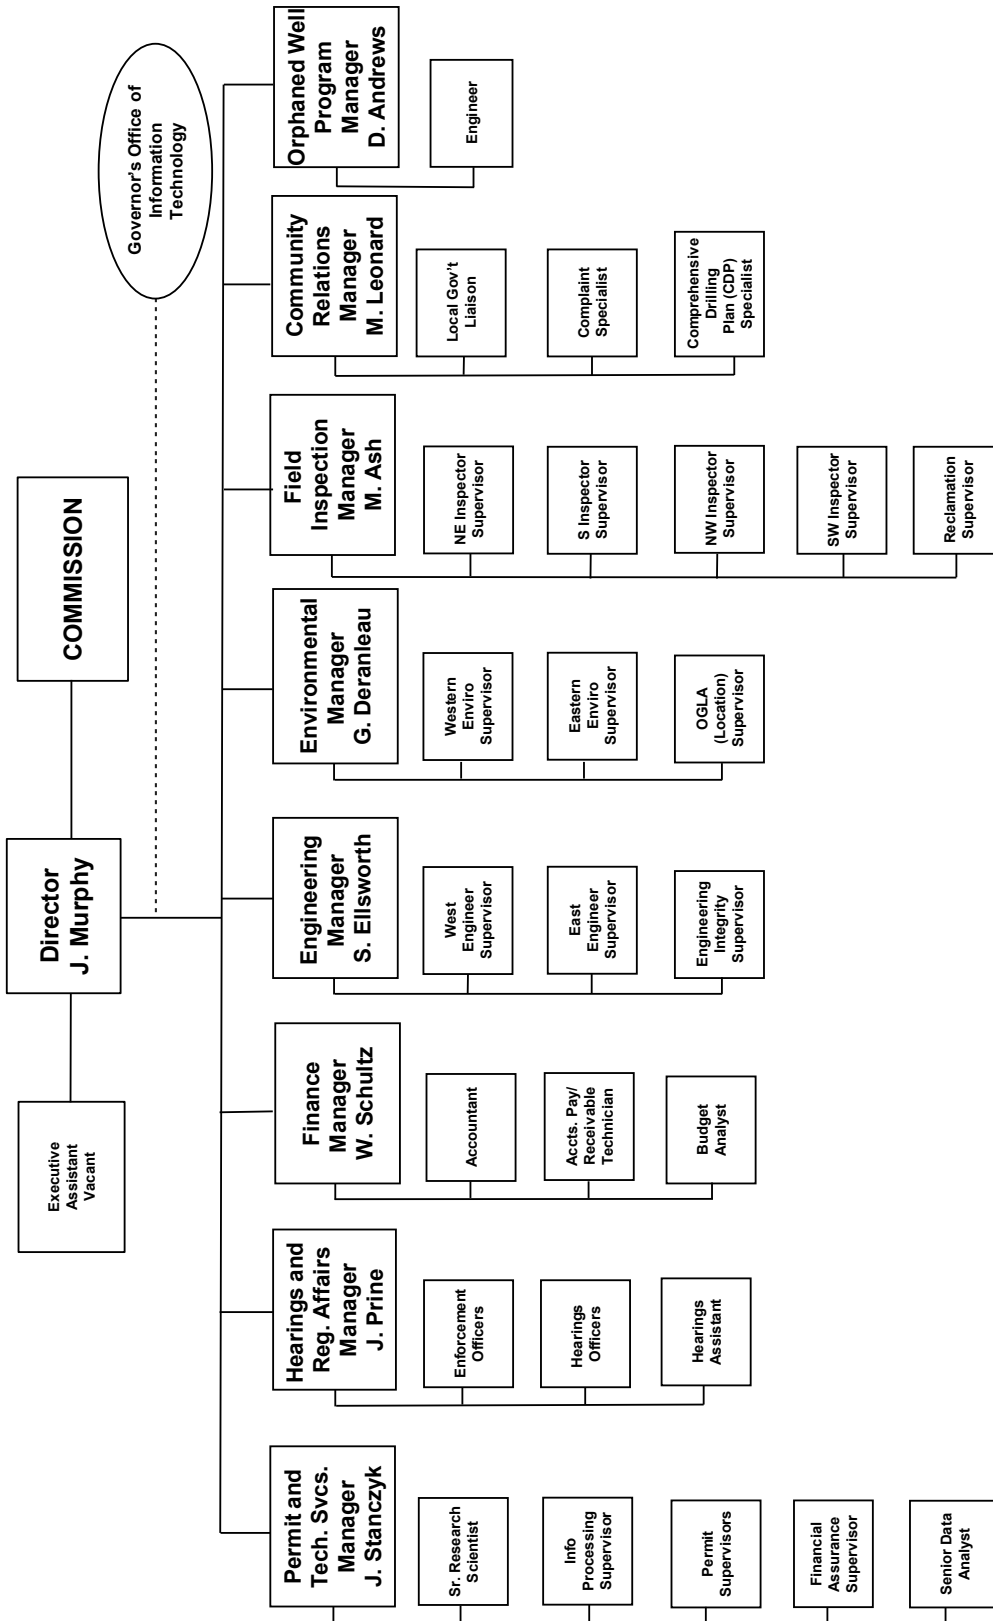 COMMISSION
Director
J. Murphy
Executive
Assistant
Vacant
Governor's Office of
Information
Technology
Permit and
Tech. Svcs.
Manager
J. Stanczyk
Sr. Research
Scientist
Info
Processing
Supervisor
Permit
Supervisors
Financial
Assurance
Supervisor
Senior Data
Analyst
Hearings and
Reg. Affairs
Manager
J. Prine
Enforcement
Officers
Hearings
Officers
Hearings
Assistant
Finance
Manager
W. Schultz
Accountant
Accts. Pay/
Receivable
Technician
Budget
Analyst
Engineering
Manager
S. Ellsworth
West
Engineer
Supervisor
East
Engineer
Supervisor
Engineering
Integrity
Supervisor
Environmental
Manager
G. Deranleau
Western
Enviro
Supervisor
Eastern
Enviro
Supervisor
OGLA
(Location)
Supervisor
Field
Inspection
Manager
M. Ash
NE Inspector
Supervisor
S Inspector
Supervisor
NW Inspector
Supervisor
SW Inspector
Supervisor
Reclamation
Supervisor
Community
Relations
Manager
M. Leonard
Local Gov't
Liaison
Complaint
Specialist
Comprehensive
Drilling
Plan (CDP)
Specialist
Orphaned Well
Program
Manager
D. Andrews
Engineer